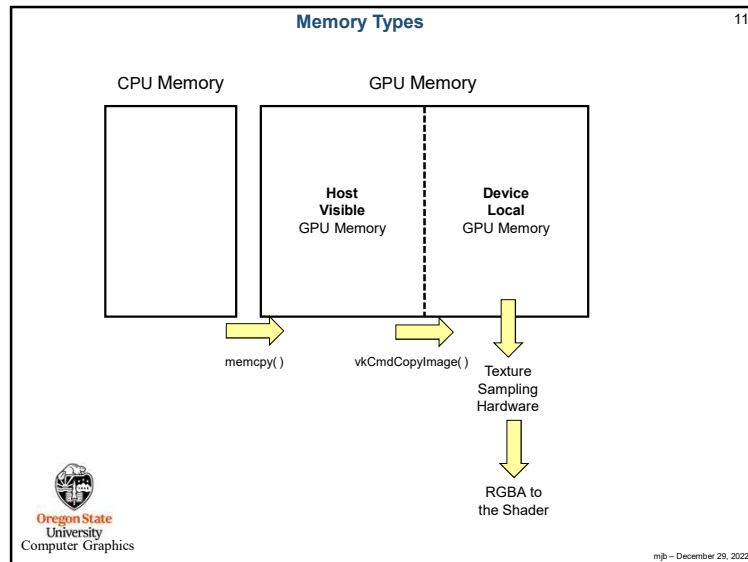 Memory Types
11
CPU Memory
GPU Memory
Host
Visible
GPU Memory
Device
Local
GPU Memory
memcpy( )
vkCmdCopyImage( )
Texture
Sampling
Hardware
RGBA to
the Shader
Oregon State
University
Computer Graphics
mjb – December 29, 2022